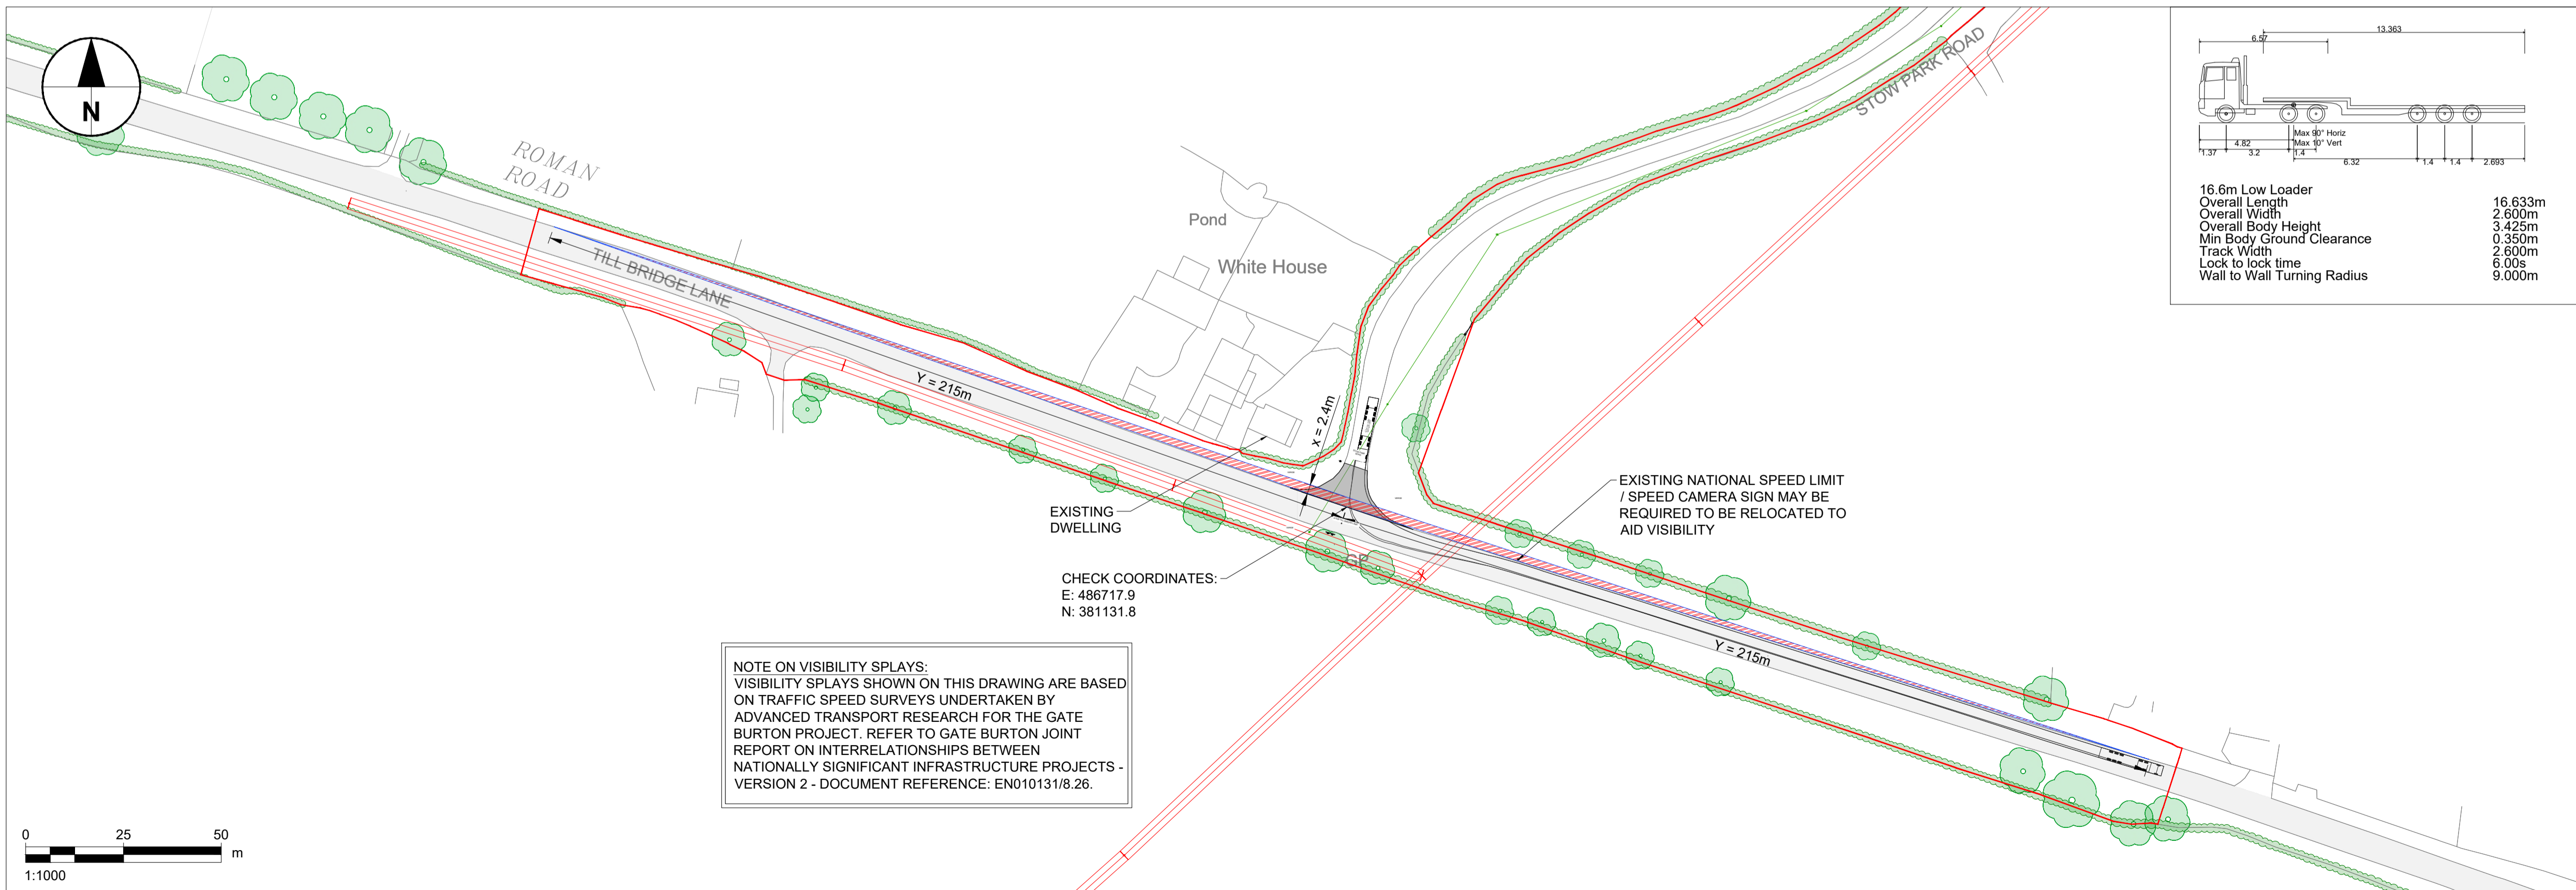 N
ROMAN
ROAD
TILL BRIDGE LANE
Pond
White House
STOW PARK ROAD
Y = 215m
x = 2.4m
EXISTING
DWELLING
CHECK COORDINATES:
E: 486717.9
N: 381131.8
GP
EXISTING NATIONAL SPEED LIMIT
/ SPEED CAMERA SIGN MAY BE
REQUIRED TO BE RELOCATED TO
AID VISIBILITY
Y = 215m
NOTE ON VISIBILITY SPLAYS:
VISIBILITY SPLAYS SHOWN ON THIS DRAWING ARE BASED
ON TRAFFIC SPEED SURVEYS UNDERTAKEN BY
ADVANCED TRANSPORT RESEARCH FOR THE GATE
BURTON PROJECT. REFER TO GATE BURTON JOINT
REPORT ON INTERRELATIONSHIPS BETWEEN
NATIONALLY SIGNIFICANT INFRASTRUCTURE PROJECTS -
VERSION 2 - DOCUMENT REFERENCE: EN010131/8.26.
0 25 50
m
1:1000
13.363
6.57
Max 90° Horiz
4.82 Max 10° Vert
1.37 3.2 1.4 6.32 1.4 1.4 2.693
16.6m Low Loader
Overall Length 16.633m
Overall Width 2.600m
Overall Body Height 3.425m
Min Body Ground Clearance 0.350m
Track Width 2.600m
Lock to lock time 6.00s
Wall to Wall Turning Radius 9.000m